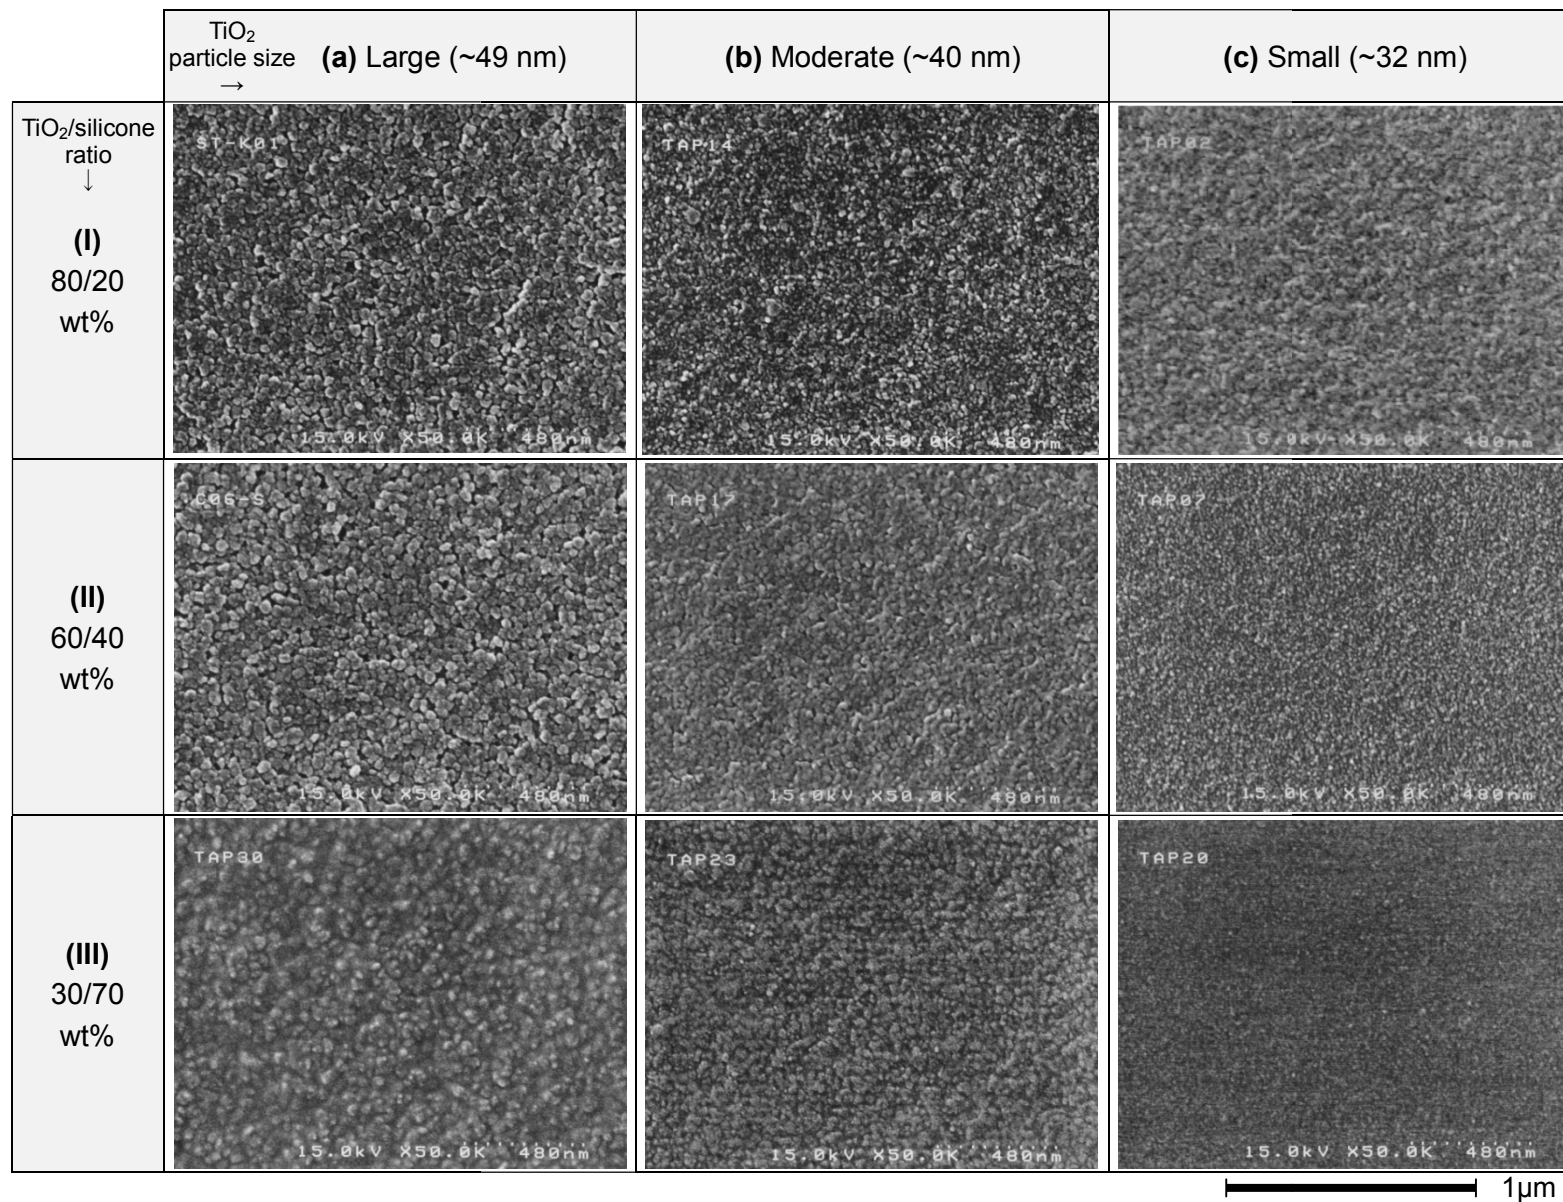 TiO₂
particle size
→
(a) Large (~49 nm)
(b) Moderate (~40 nm)
(c) Small (~32 nm)
TiO₂/silicone
ratio
↓
(I)
80/20
wt%
ST-K01
15.0kV X50.0K 480nm
TAP14
15.0kV X50.0K 480nm
TAP02
15.0kV X50.0K 480nm
(II)
60/40
wt%
C06-S
15.0kV X50.0K 480nm
TAP17
15.0kV X50.0K 480nm
TAP07
15.0kV X50.0K 480nm
(III)
30/70
wt%
TAP30
15.0kV X50.0K 480nm
TAP23
15.0kV X50.0K 480nm
TAP20
15.0kV X50.0K 480nm
1µm